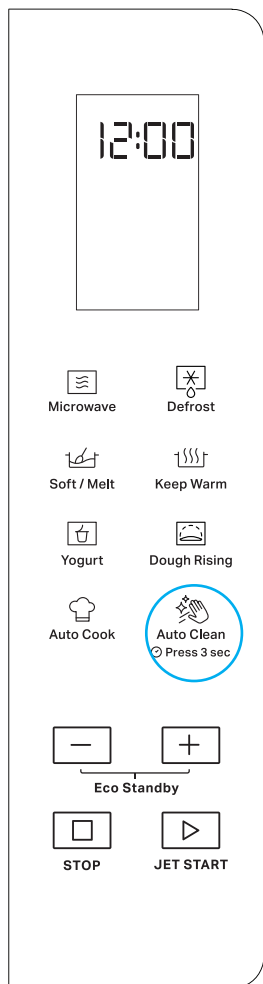 12:00
Microwave Defrost
Soft / Melt Keep Warm
Yogurt Dough Rising
Auto Cook Auto Clean
Press 3 sec
Eco Standby
STOP JET START